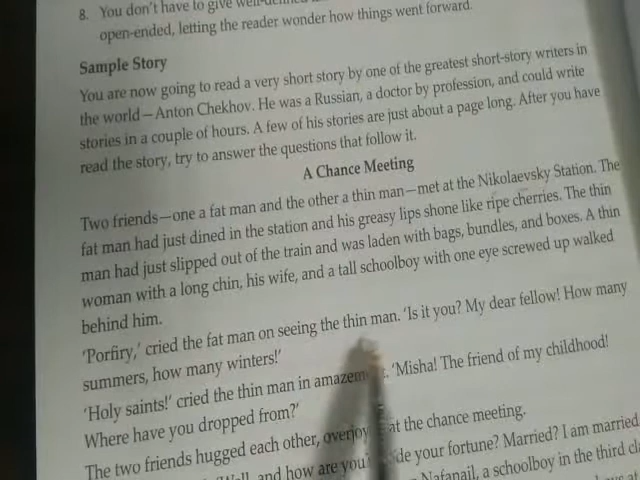 8. You don't have to give
open-ended, letting the reader wonder how things went forward.
Sample Story
You are now going to read a very short story by one of the greatest short-story writers in
the world—Anton Chekhov. He was a Russian, a doctor by profession, and could write
stories in a couple of hours. A few of his stories are just about a page long. After you have
read the story, try to answer the questions that follow it.
A Chance Meeting
Two friends—one a fat man and the other a thin man—met at the Nikolaevsky Station. The
fat man had just dined in the station and his greasy lips shone like ripe cherries. The thin
man had just slipped out of the train and was laden with bags, bundles, and boxes. A thin
woman with a long chin, his wife, and a tall schoolboy with one eye screwed up walked
behind him.
'Porfiry,' cried the fat man on seeing the thin man. 'Is it you? My dear fellow! How many
summers, how many winters!'
'Holy saints!' cried the thin man in 'Misha! The friend of my childhood!
Where have you dropped from?'
The two friends hugged each other, at the chance meeting.
and how are you your fortune? Married? I am married
Nafanail, a schoolboy in the third